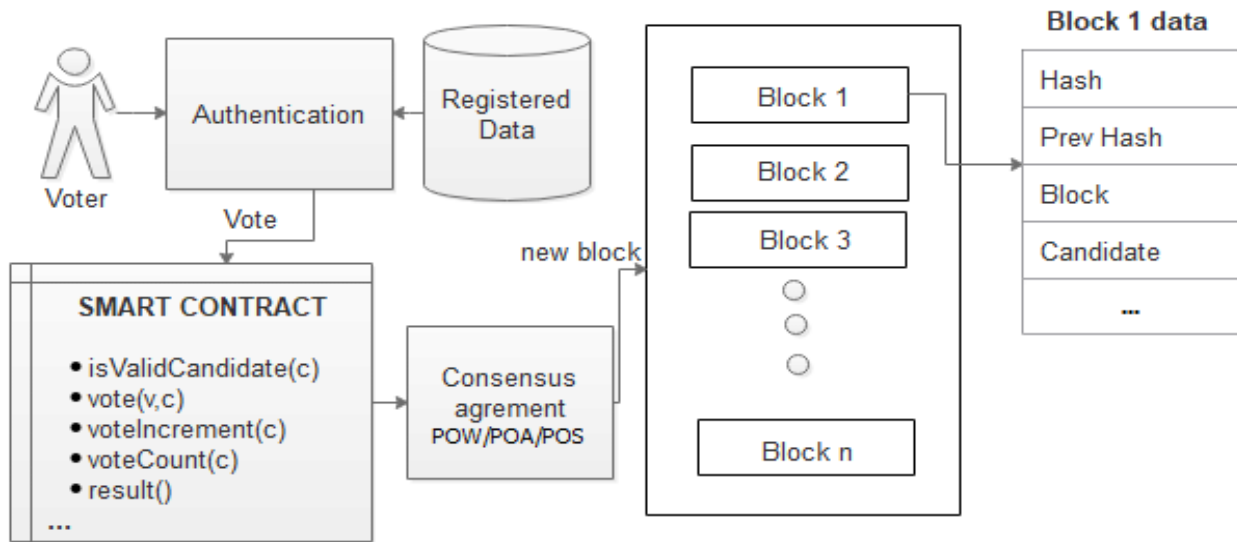 Voter
Authentication
Registered
Data
Vote
SMART CONTRACT
• isValidCandidate(c)
• vote(v,c)
• voteIncrement(c)
• voteCount(c)
• result()
...
Consensus
agrement
POW/POA/POS
new block
Block 1
Block 2
Block 3
Block n
Block 1 data
Hash
Prev Hash
Block
Candidate
...